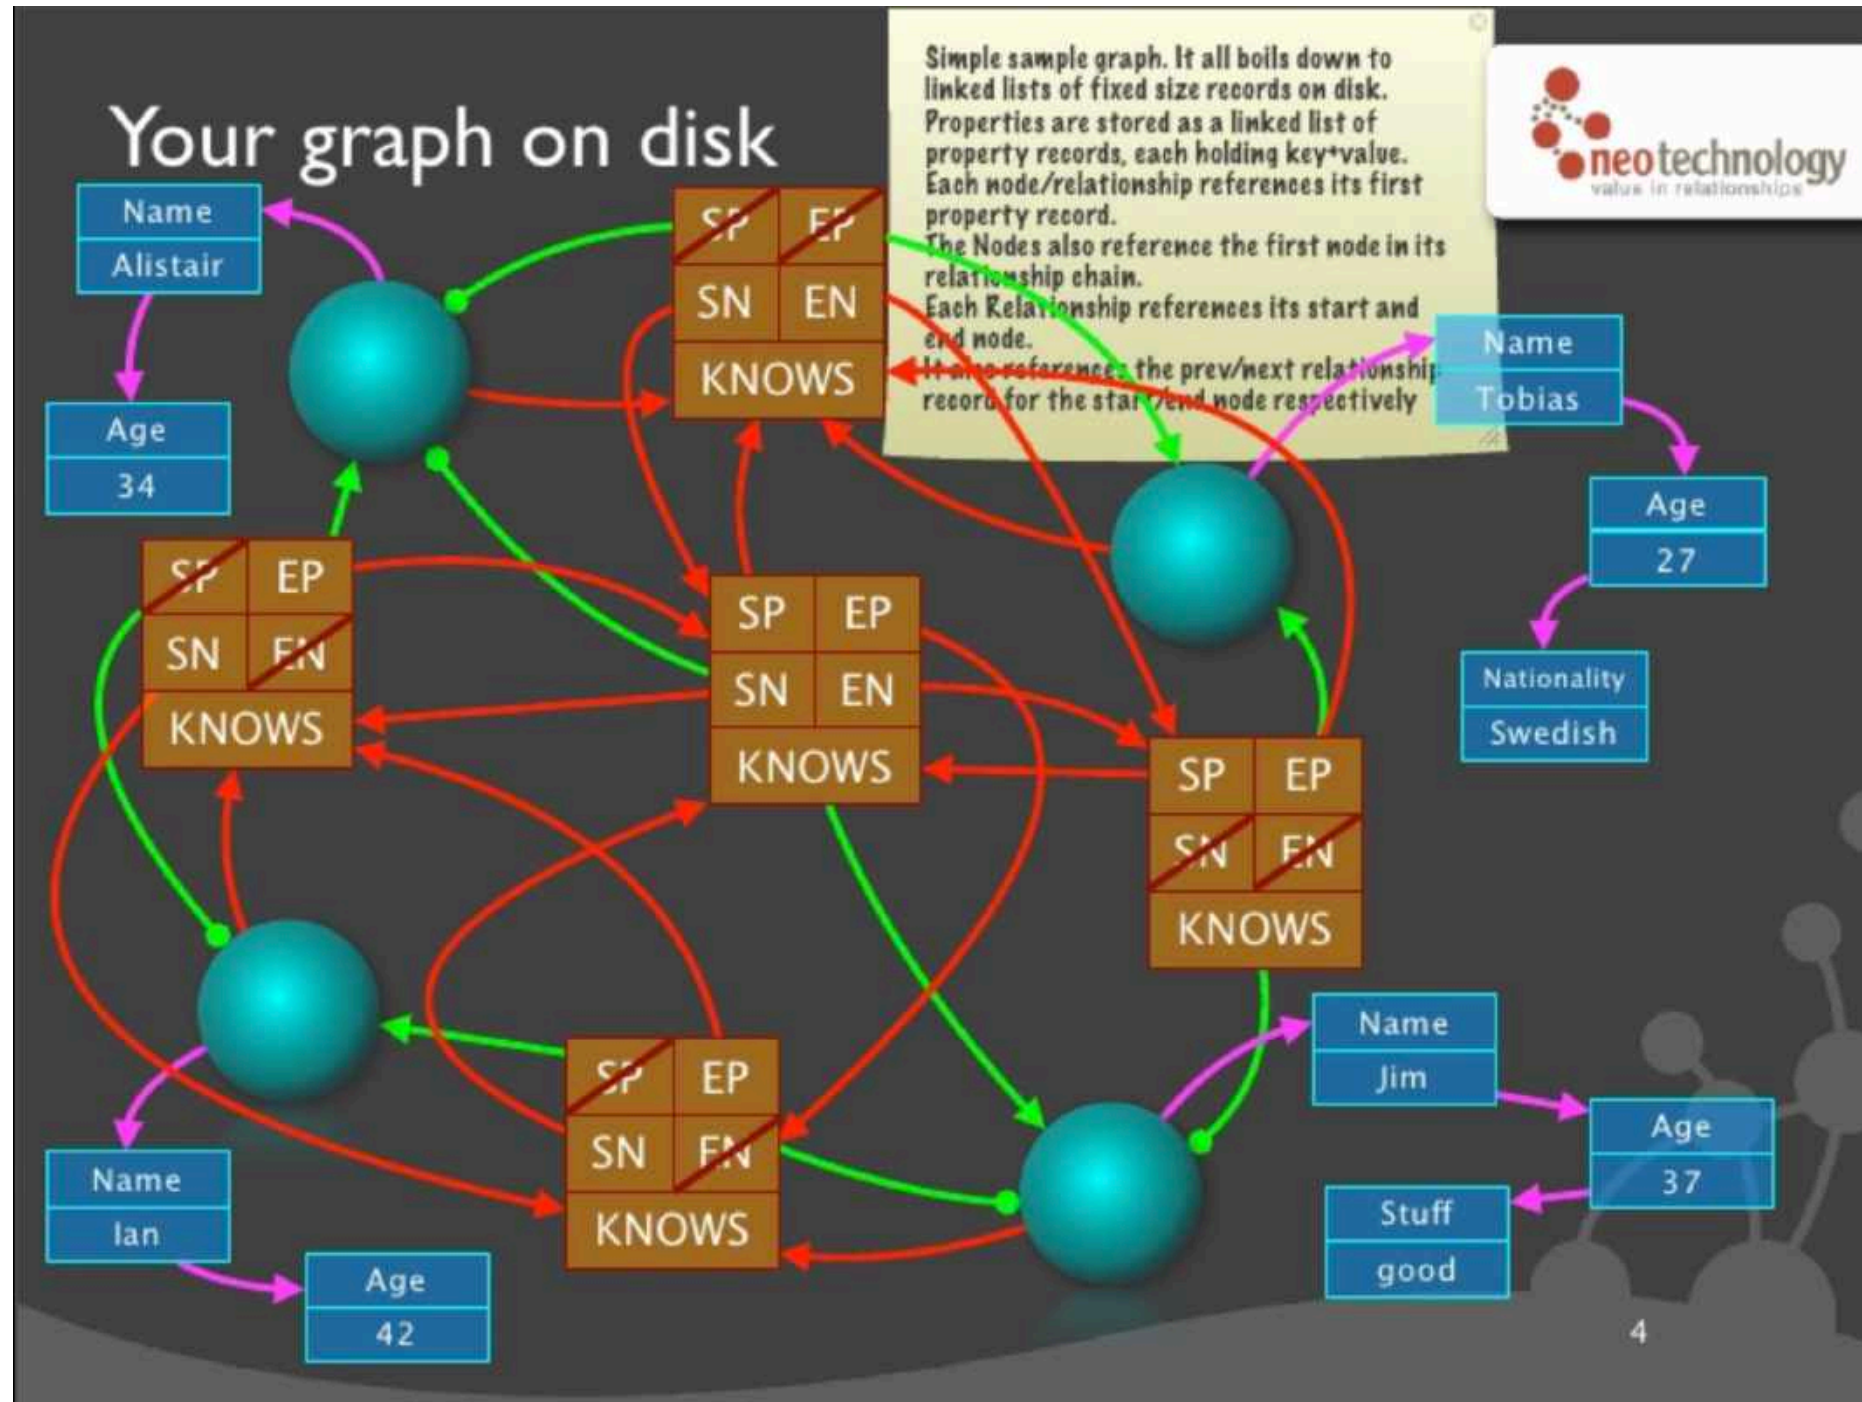 Your graph on disk
Simple sample graph. It all boils down to
linked lists of fixed size records on disk.
Properties are stored as a linked list of
property records, each holding key+value.
Each node/relationship references its first
property record.
The Nodes also reference the first node in its
relationship chain.
Each Relationship references its start and
end node.
It also references the prev/next relationship
record for the start/end node respectively
neotechnology
value in relationships
Name
Alistair
Age
34
SP EP
SN EN
KNOWS
Name
Tobias
Age
27
Nationality
Swedish
SP EP
SN EN
KNOWS
SP EP
SN EN
KNOWS
SP EP
SN EN
KNOWS
Name
Ian
Age
42
SP EP
SN EN
KNOWS
Name
Jim
Age
37
Stuff
good
4